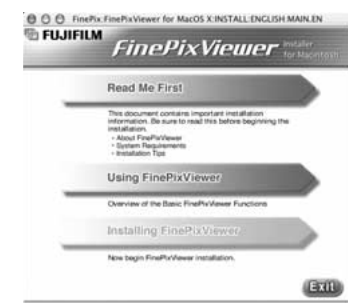 FinePix:FinePixViewer for MacOS X:INSTALL:ENGLISH:MAIN.EN
FUJIFILM
FinePixViewer Installer
for Macintosh
Read Me First
This document contains important installation
information. Be sure to read this before beginning the
installation.
- About FinePixViewer
- System Requirements
- Installation Tips
Using FinePixViewer
Overview of the Basic FinePixViewer Functions
Installing FinePixViewer
Now begin FinePixViewer installation.
Exit